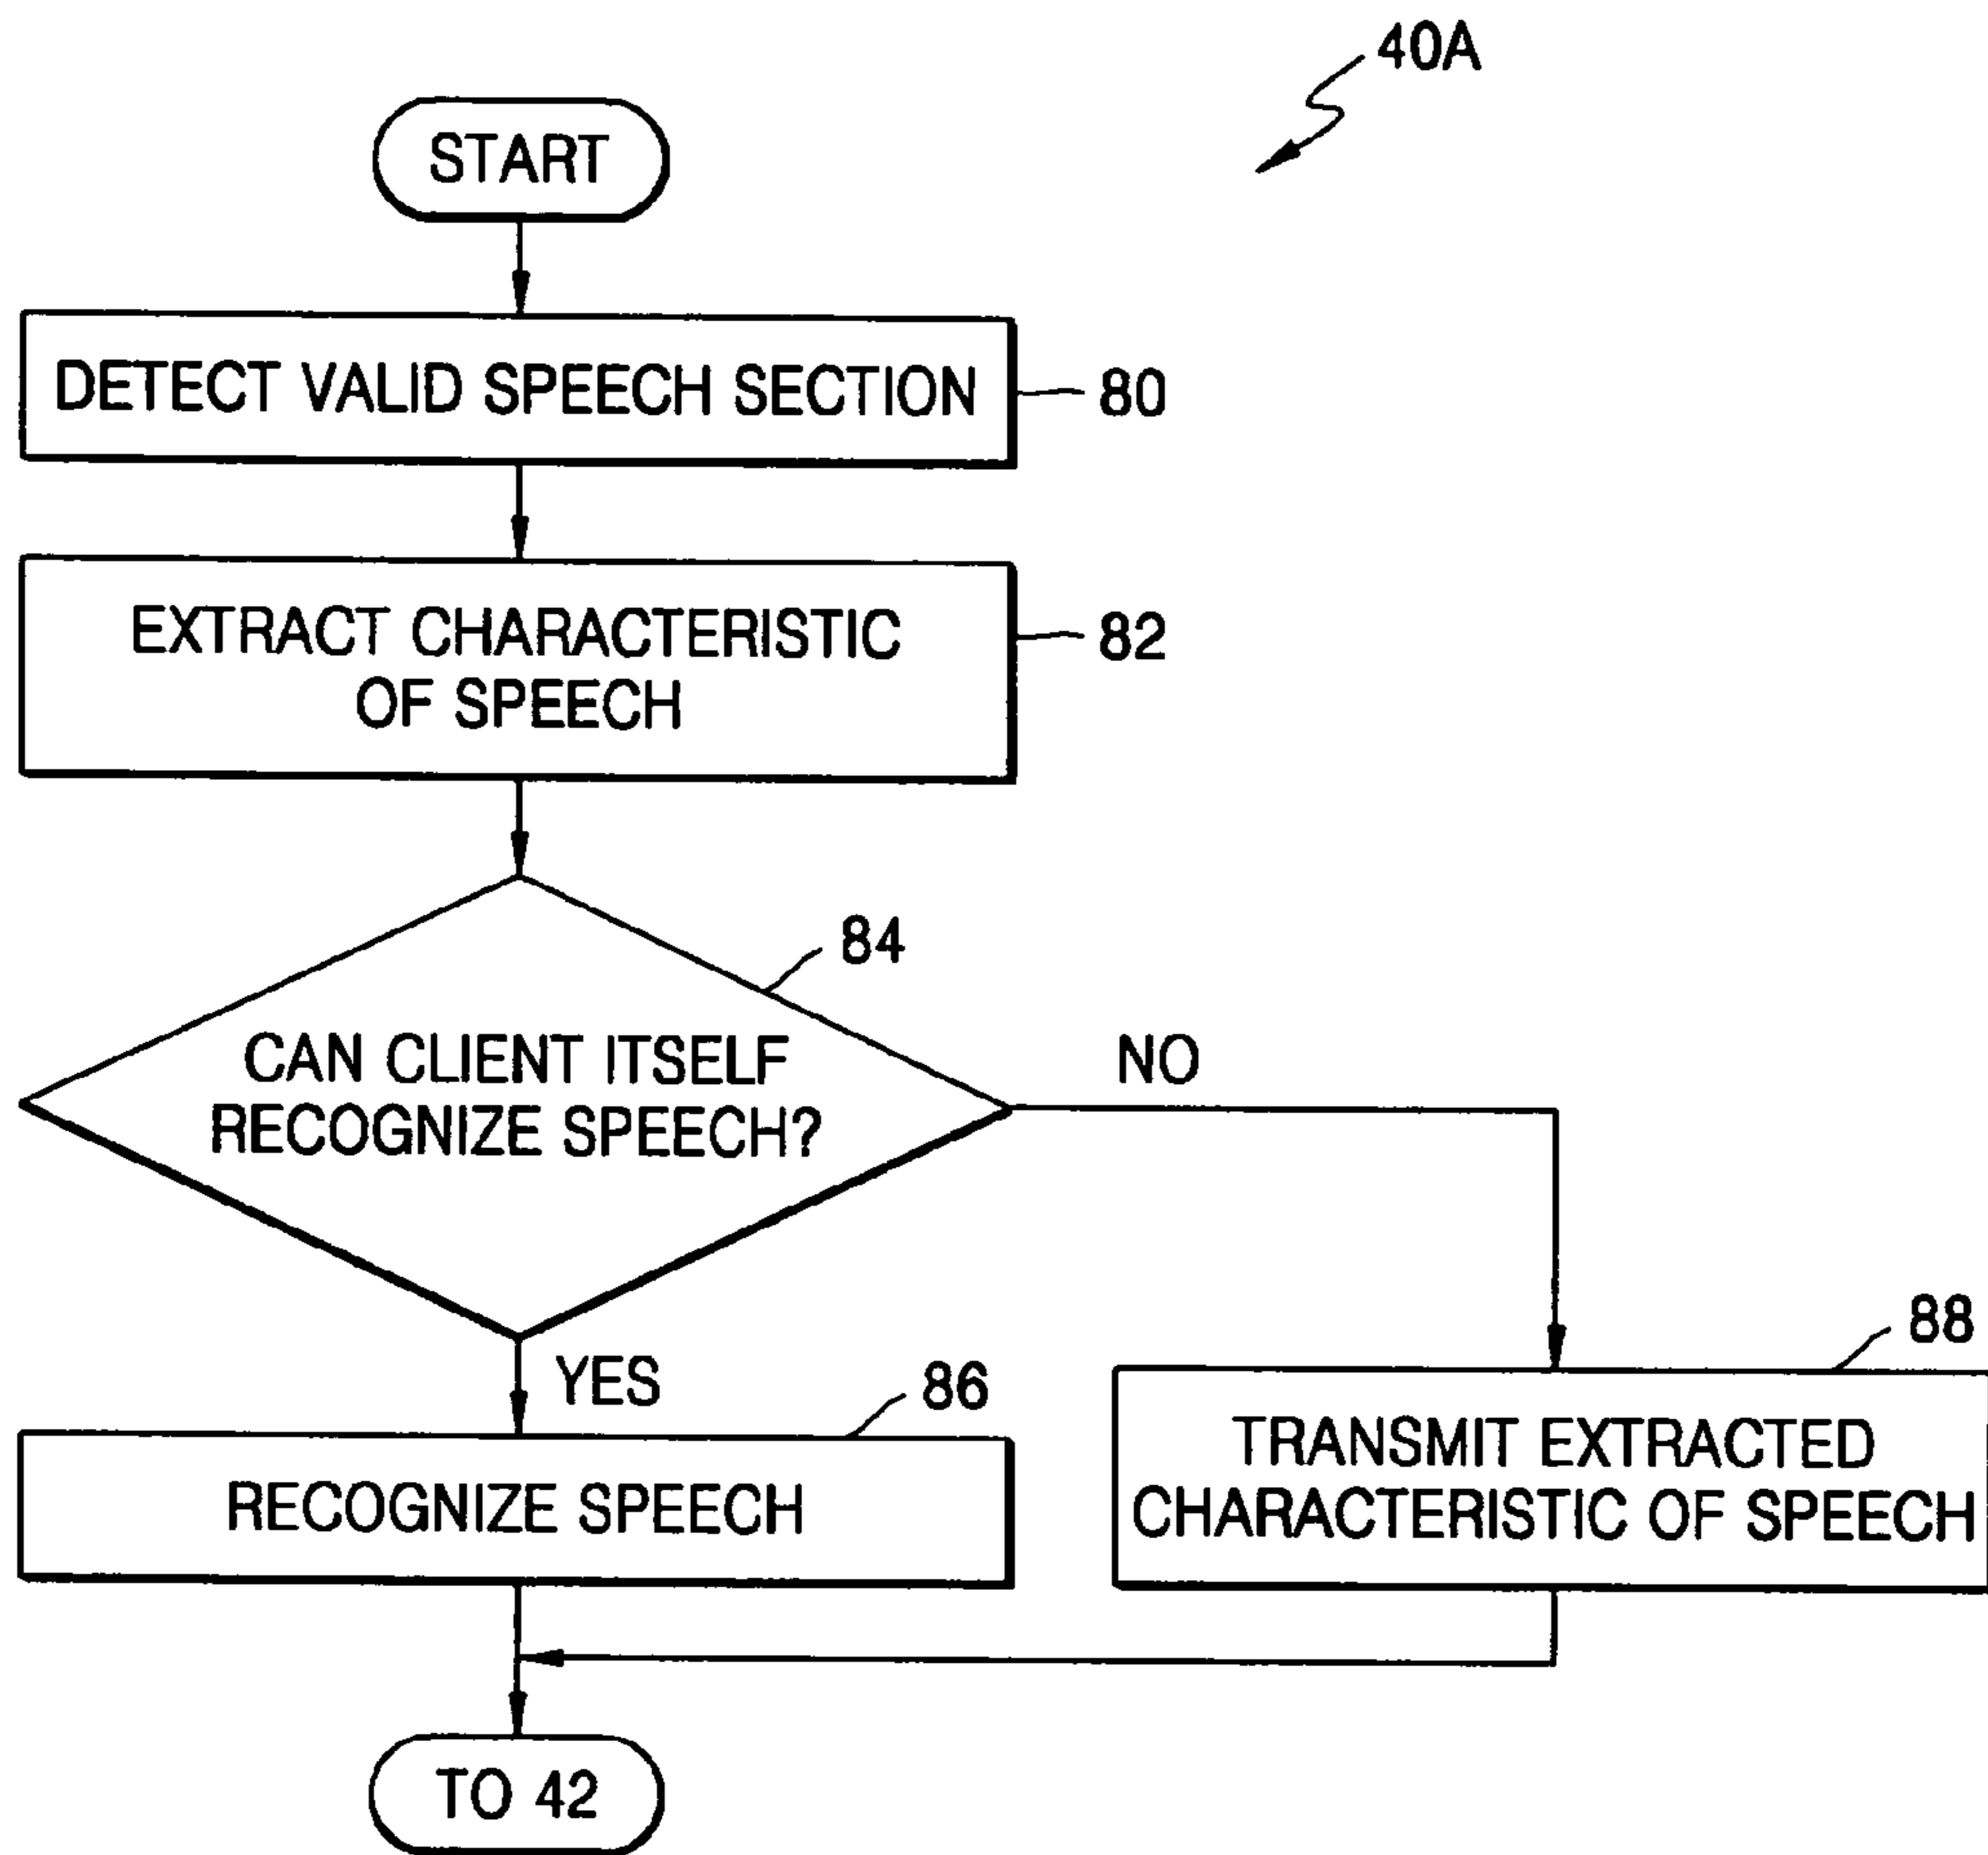 40A
START
DETECT VALID SPEECH SECTION
80
EXTRACT CHARACTERISTIC
OF SPEECH
82
84
CAN CLIENT ITSELF
RECOGNIZE SPEECH?
NO
YES
86
RECOGNIZE SPEECH
88
TRANSMIT EXTRACTED
CHARACTERISTIC OF SPEECH
TO 42